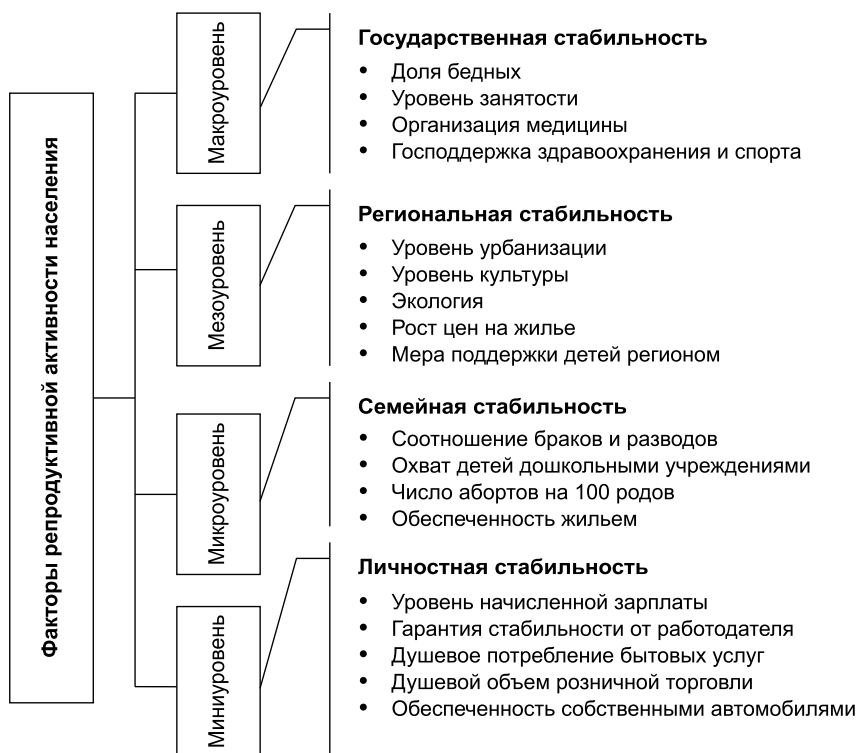 Факторы репродуктивной активности населения
Макроуровень
Государственная стабильность
• Доля бедных
• Уровень занятости
• Организация медицины
• Господдержка здравоохранения и спорта
Мезоуровень
Региональная стабильность
• Уровень урбанизации
• Уровень культуры
• Экология
• Рост цен на жилье
• Мера поддержки детей регионом
Микроуровень
Семейная стабильность
• Соотношение браков и разводов
• Охват детей дошкольными учреждениями
• Число абортов на 100 родов
• Обеспеченность жильем
Миниуровень
Личностная стабильность
• Уровень начисленной зарплаты
• Гарантия стабильности от работодателя
• Душевое потребление бытовых услуг
• Душевой объем розничной торговли
• Обеспеченность собственными автомобилями